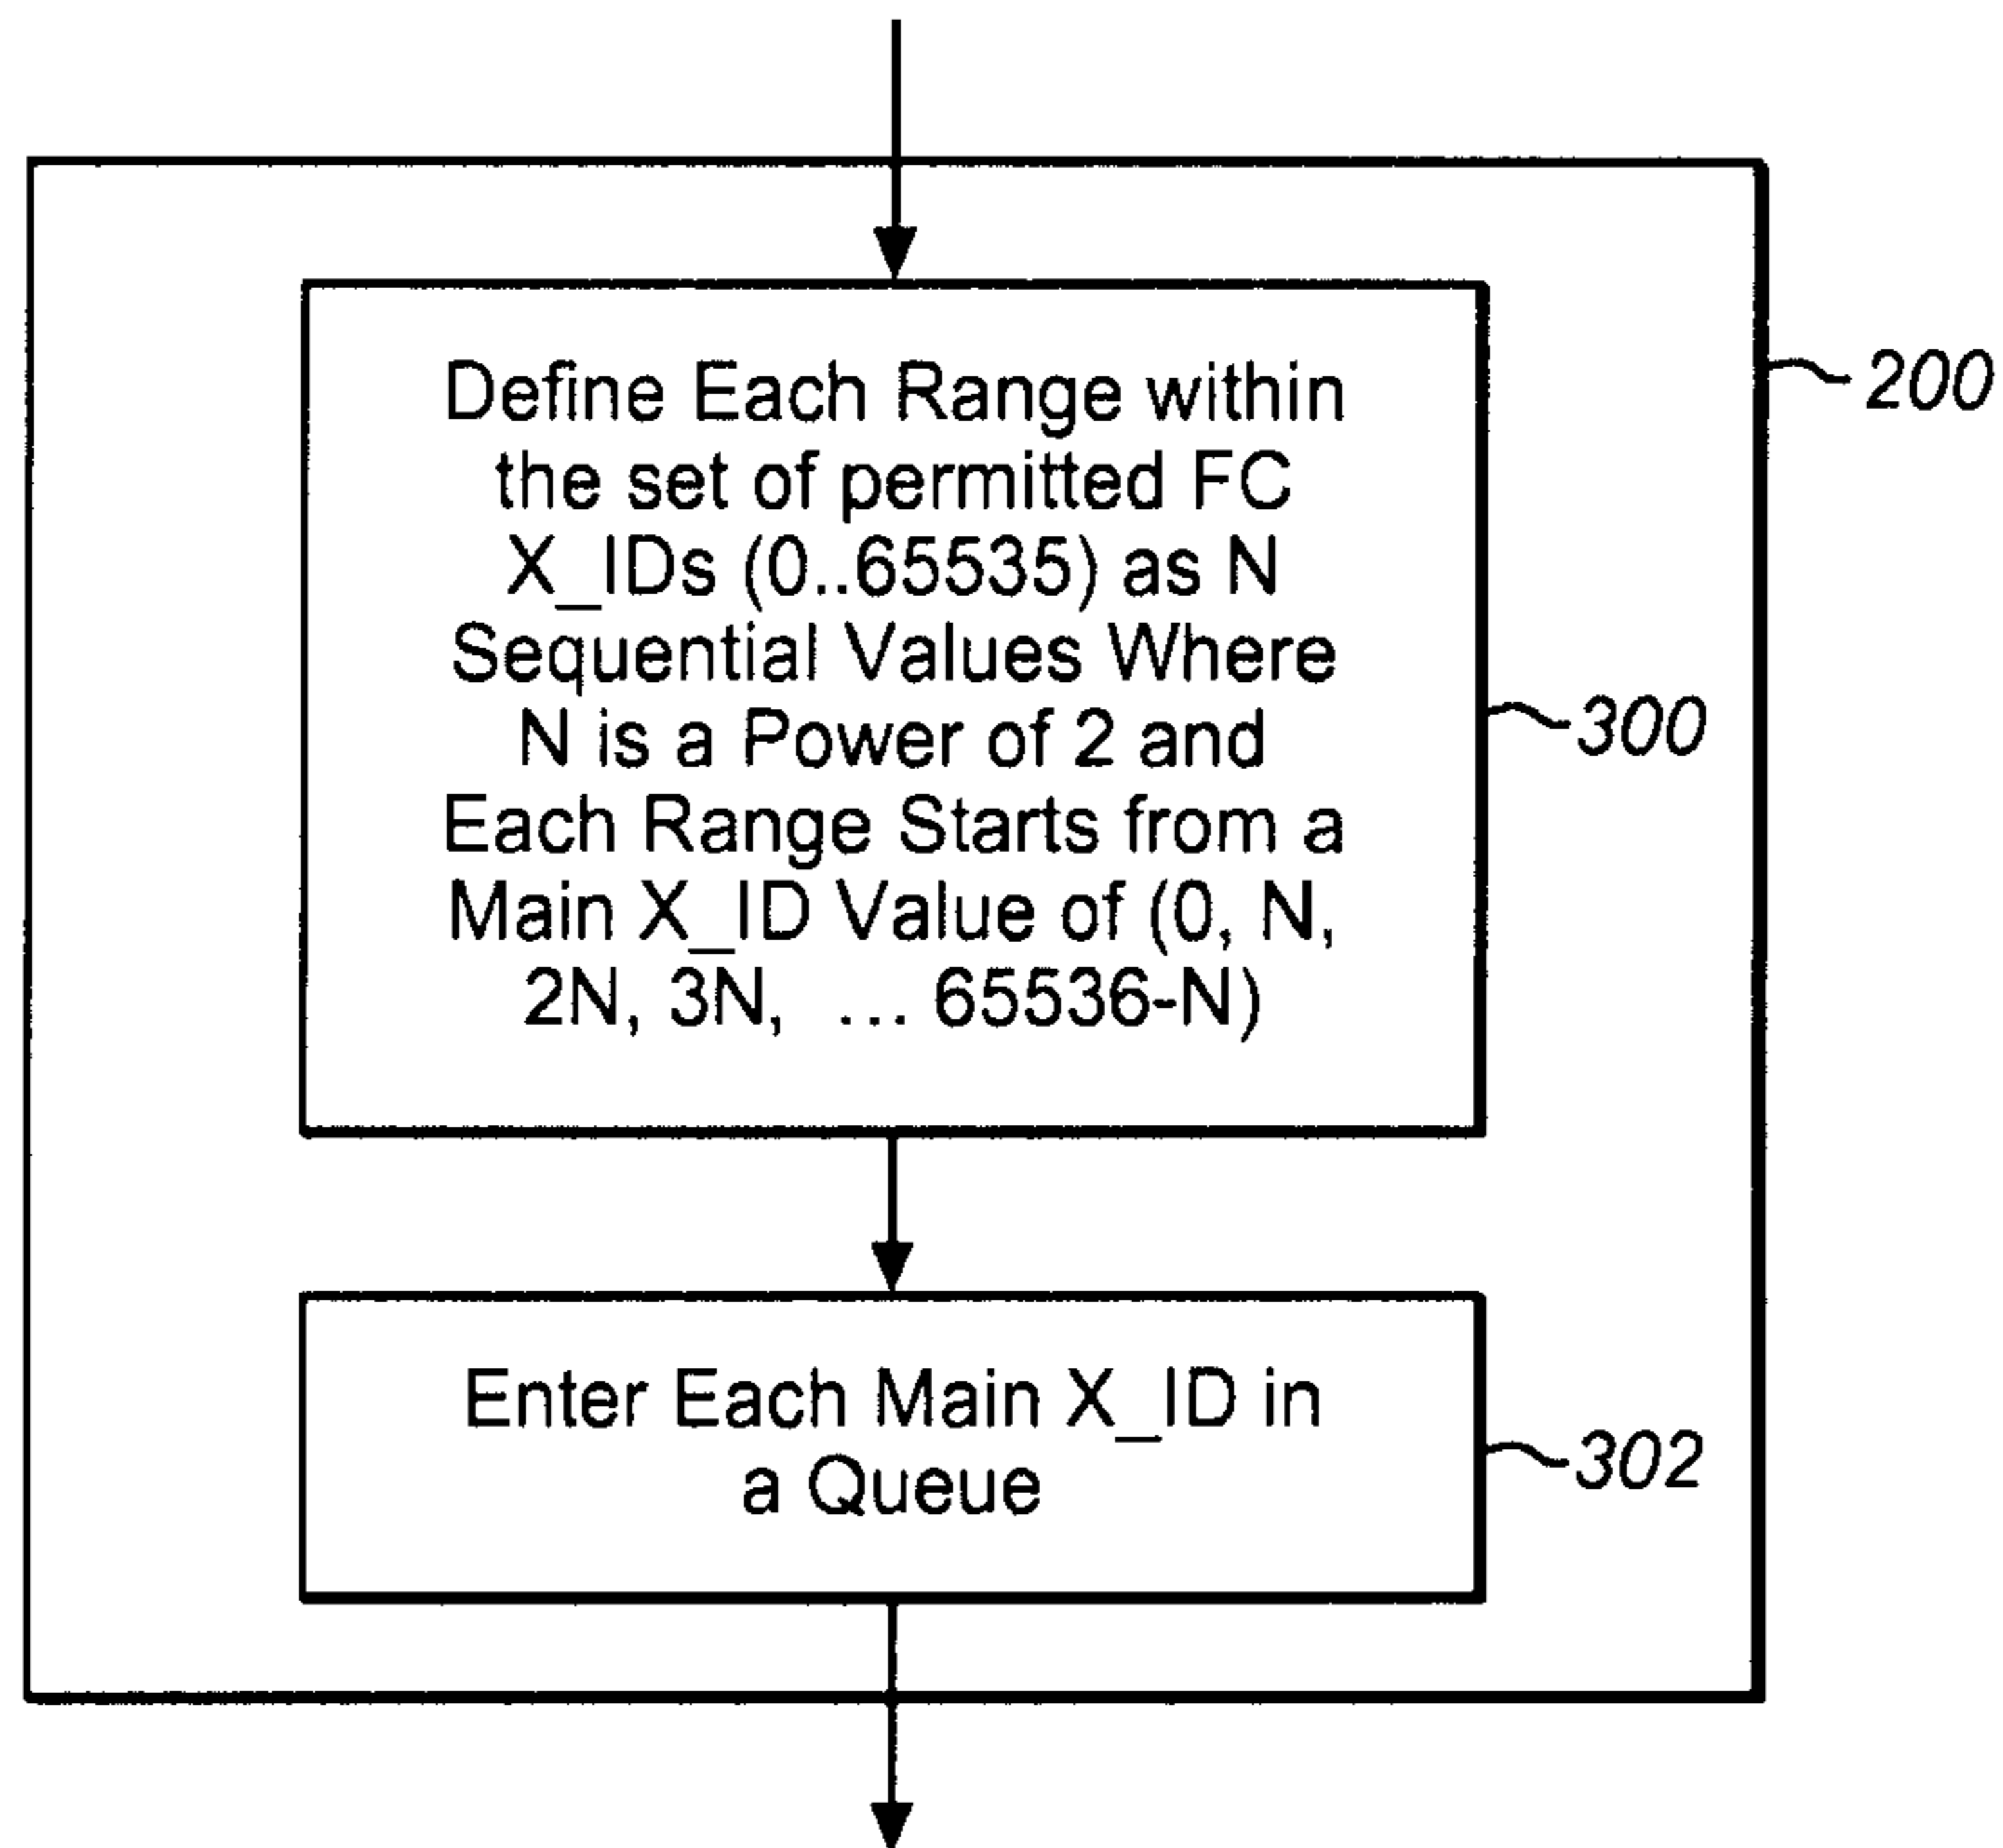 Define Each Range within
the set of permitted FC
X_IDs (0..65535) as N
Sequential Values Where
N is a Power of 2 and
Each Range Starts from a
Main X_ID Value of (0, N,
2N, 3N, ... 65536-N)
200
300
Enter Each Main X_ID in
a Queue
302